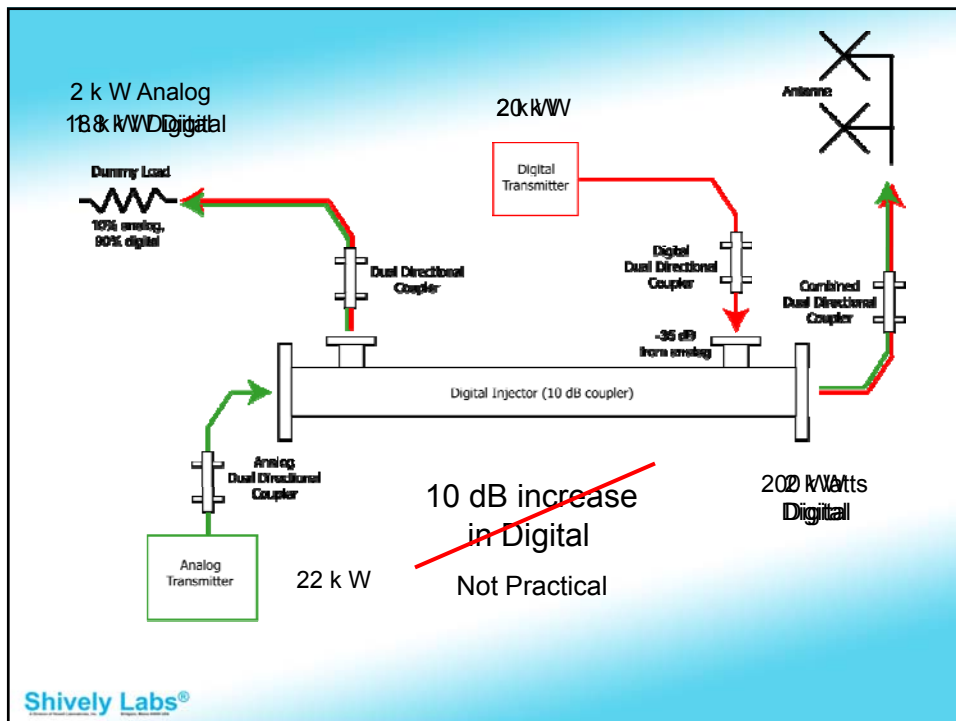 2 k W Analog
Digital
Dummy Load
10% analog,
90% digital
Dual Directional
Coupler
Digital
Transmitter
Digital
Dual Directional
Coupler
-35 dB
from analog
Antenna
Combined
Dual Directional
Coupler
Digital Injector (10 dB coupler)
Analog
Dual Directional
Coupler
Analog
Transmitter
22 k W
10 dB increase
in Digital
Not Practical
Digital
Shively Labs®